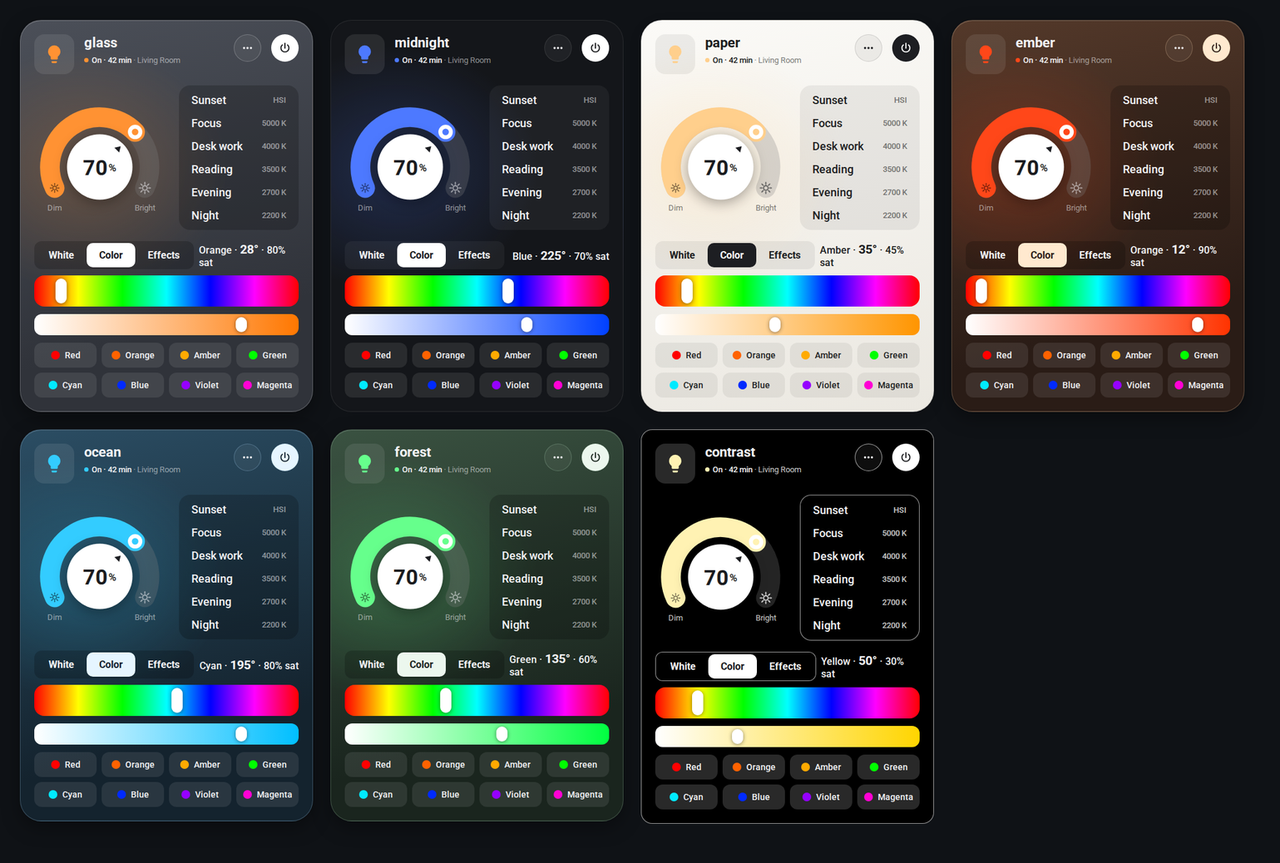 glass
On · 42 min · Living Room
Sunset HSI
Focus 5000 K
Desk work 4000 K
Reading 3500 K
Evening 2700 K
Night 2200 K
70%
Dim Bright
White Color Effects Orange · 28° · 80%
sat
Red Orange Amber Green
Cyan Blue Violet Magenta
midnight
On · 42 min · Living Room
Sunset HSI
Focus 5000 K
Desk work 4000 K
Reading 3500 K
Evening 2700 K
Night 2200 K
70%
Dim Bright
White Color Effects Blue · 225° · 70% sat
Red Orange Amber Green
Cyan Blue Violet Magenta
paper
On · 42 min · Living Room
Sunset HSI
Focus 5000 K
Desk work 4000 K
Reading 3500 K
Evening 2700 K
Night 2200 K
70%
Dim Bright
White Color Effects Amber · 35° · 45%
sat
Red Orange Amber Green
Cyan Blue Violet Magenta
ember
On · 42 min · Living Room
Sunset HSI
Focus 5000 K
Desk work 4000 K
Reading 3500 K
Evening 2700 K
Night 2200 K
70%
Dim Bright
White Color Effects Orange · 12° · 90%
sat
Red Orange Amber Green
Cyan Blue Violet Magenta
ocean
On · 42 min · Living Room
Sunset HSI
Focus 5000 K
Desk work 4000 K
Reading 3500 K
Evening 2700 K
Night 2200 K
70%
Dim Bright
White Color Effects Cyan · 195° · 80% sat
Red Orange Amber Green
Cyan Blue Violet Magenta
forest
On · 42 min · Living Room
Sunset HSI
Focus 5000 K
Desk work 4000 K
Reading 3500 K
Evening 2700 K
Night 2200 K
70%
Dim Bright
White Color Effects Green · 135° · 60%
sat
Red Orange Amber Green
Cyan Blue Violet Magenta
contrast
On · 42 min · Living Room
Sunset HSI
Focus 5000 K
Desk work 4000 K
Reading 3500 K
Evening 2700 K
Night 2200 K
70%
Dim Bright
White Color Effects Yellow · 50° · 30%
sat
Red Orange Amber Green
Cyan Blue Violet Magenta